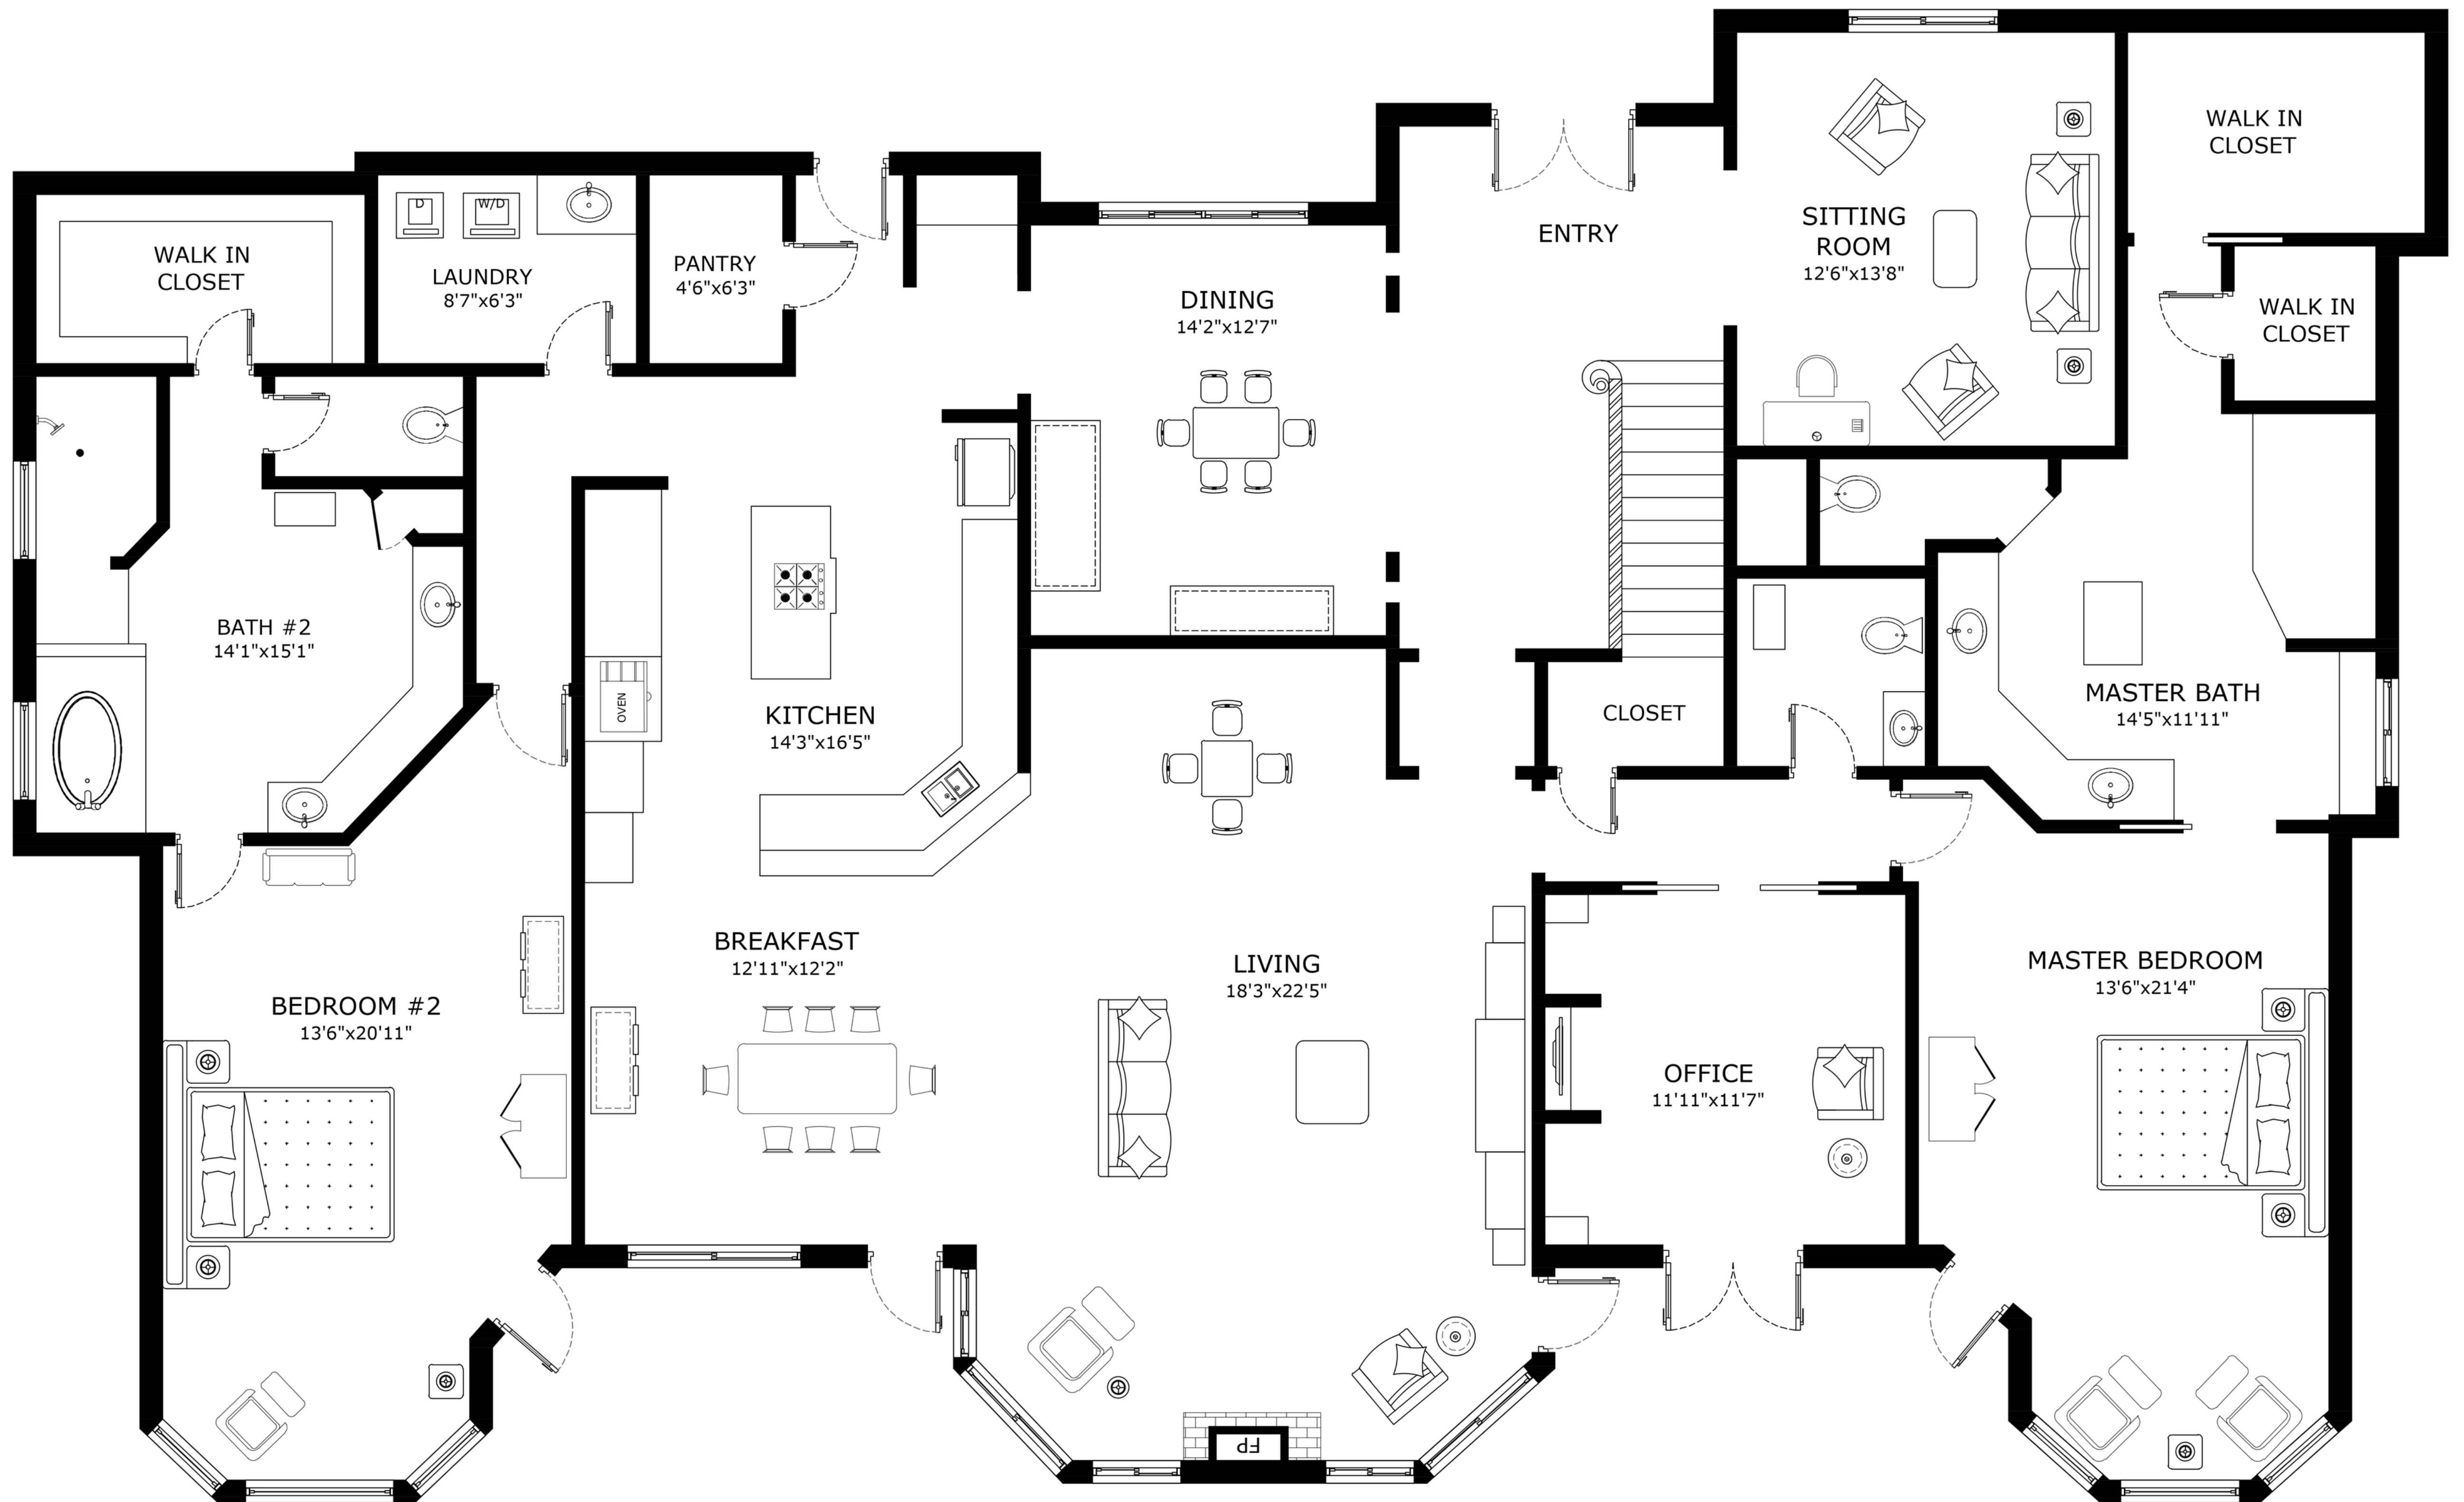 WALK IN
CLOSET
D
W/D
LAUNDRY
8'7"x6'3"
PANTRY
4'6"x6'3"
DINING
14'2"x12'7"
ENTRY
SITTING
ROOM
12'6"x13'8"
WALK IN
CLOSET
WALK IN
CLOSET
BATH #2
14'1"x15'1"
OVEN
KITCHEN
14'3"x16'5"
CLOSET
MASTER BATH
14'5"x11'11"
BREAKFAST
12'11"x12'2"
LIVING
18'3"x22'5"
BEDROOM #2
13'6"x20'11"
OFFICE
11'11"x11'7"
MASTER BEDROOM
13'6"x21'4"
FP